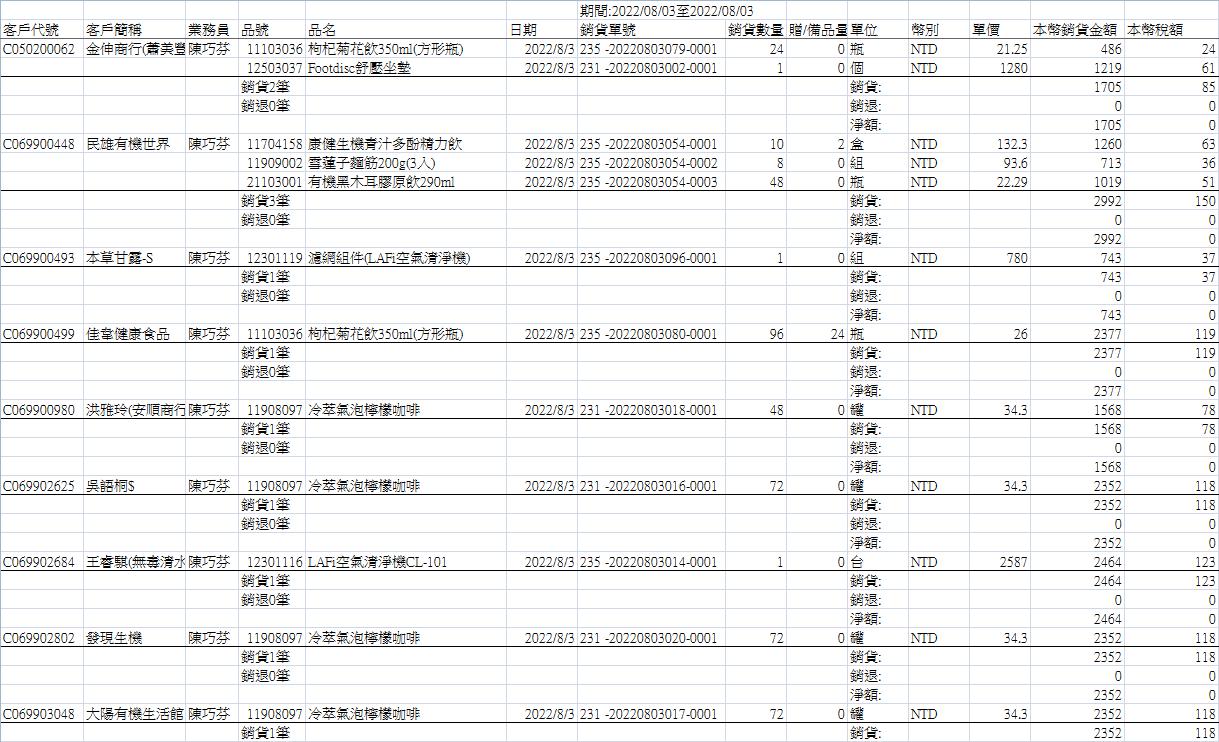 期間:2022/08/03至2022/08/03
客戶代號 客戶簡稱 業務員 品號 品名 日期 銷貨單號 銷貨數量 贈/備品量 單位 幣別 單價 本幣銷貨金額 本幣稅額
C050200062 金伸商行(蕭美豐 陳巧芬 11103036 枸杞菊花飲350ml(方形瓶) 2022/8/3 235 -20220803079-0001 24 0 瓶 NTD 21.25 486 24
12503037 Footdisc舒壓坐墊 2022/8/3 231 -20220803002-0001 1 0 個 NTD 1280 1219 61
銷貨2筆 銷貨: 1705 85
銷退0筆 銷退: 0 0
淨額: 1705 0
C069900448 民雄有機世界 陳巧芬 11704158 康健生機青汁多酚精力飲 2022/8/3 235 -20220803054-0001 10 2 盒 NTD 132.3 1260 63
11909002 雪蓮子麵筋200g(3入) 2022/8/3 235 -20220803054-0002 8 0 組 NTD 93.6 713 36
21103001 有機黑木耳膠原飲290ml 2022/8/3 235 -20220803054-0003 48 0 瓶 NTD 22.29 1019 51
銷貨3筆 銷貨: 2992 150
銷退0筆 銷退: 0 0
淨額: 2992 0
C069900493 本草甘露-S 陳巧芬 12301119 濾網組件(LAFi空氣清淨機) 2022/8/3 235 -20220803096-0001 1 0 組 NTD 780 743 37
銷貨1筆 銷貨: 743 37
銷退0筆 銷退: 0 0
淨額: 743 0
C069900499 佳韋健康食品 陳巧芬 11103036 枸杞菊花飲350ml(方形瓶) 2022/8/3 235 -20220803080-0001 96 24 瓶 NTD 26 2377 119
銷貨1筆 銷貨: 2377 119
銷退0筆 銷退: 0 0
淨額: 2377 0
C069900980 洪雅玲(安順商行 陳巧芬 11908097 冷萃氣泡檸檬咖啡 2022/8/3 231 -20220803018-0001 48 0 罐 NTD 34.3 1568 78
銷貨1筆 銷貨: 1568 78
銷退0筆 銷退: 0 0
淨額: 1568 0
C069902625 吳語桐S 陳巧芬 11908097 冷萃氣泡檸檬咖啡 2022/8/3 231 -20220803016-0001 72 0 罐 NTD 34.3 2352 118
銷貨1筆 銷貨: 2352 118
銷退0筆 銷退: 0 0
淨額: 2352 0
C069902684 王睿騏(無毒清水 陳巧芬 12301116 LAFi空氣清淨機CL-101 2022/8/3 235 -20220803014-0001 1 0 台 NTD 2587 2464 123
銷貨1筆 銷貨: 2464 123
銷退0筆 銷退: 0 0
淨額: 2464 0
C069902802 發現生機 陳巧芬 11908097 冷萃氣泡檸檬咖啡 2022/8/3 231 -20220803020-0001 72 0 罐 NTD 34.3 2352 118
銷貨1筆 銷貨: 2352 118
銷退0筆 銷退: 0 0
淨額: 2352 0
C069903048 大陽有機生活館 陳巧芬 11908097 冷萃氣泡檸檬咖啡 2022/8/3 231 -20220803017-0001 72 0 罐 NTD 34.3 2352 118
銷貨1筆 銷貨: 2352 118